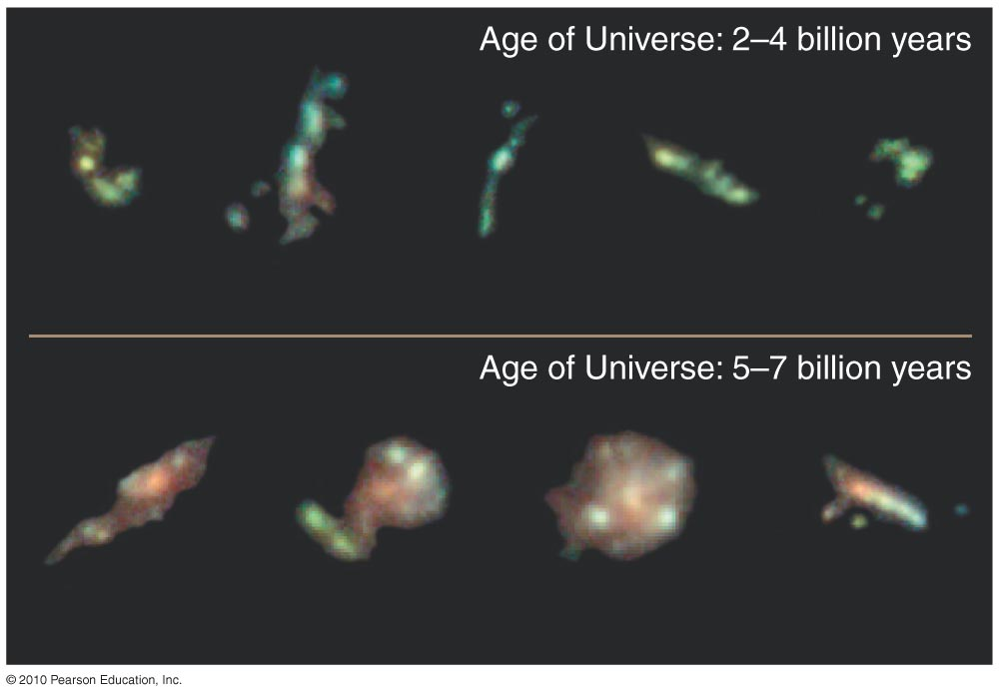 Age of Universe: 2–4 billion years
Age of Universe: 5–7 billion years
© 2010 Pearson Education, Inc.